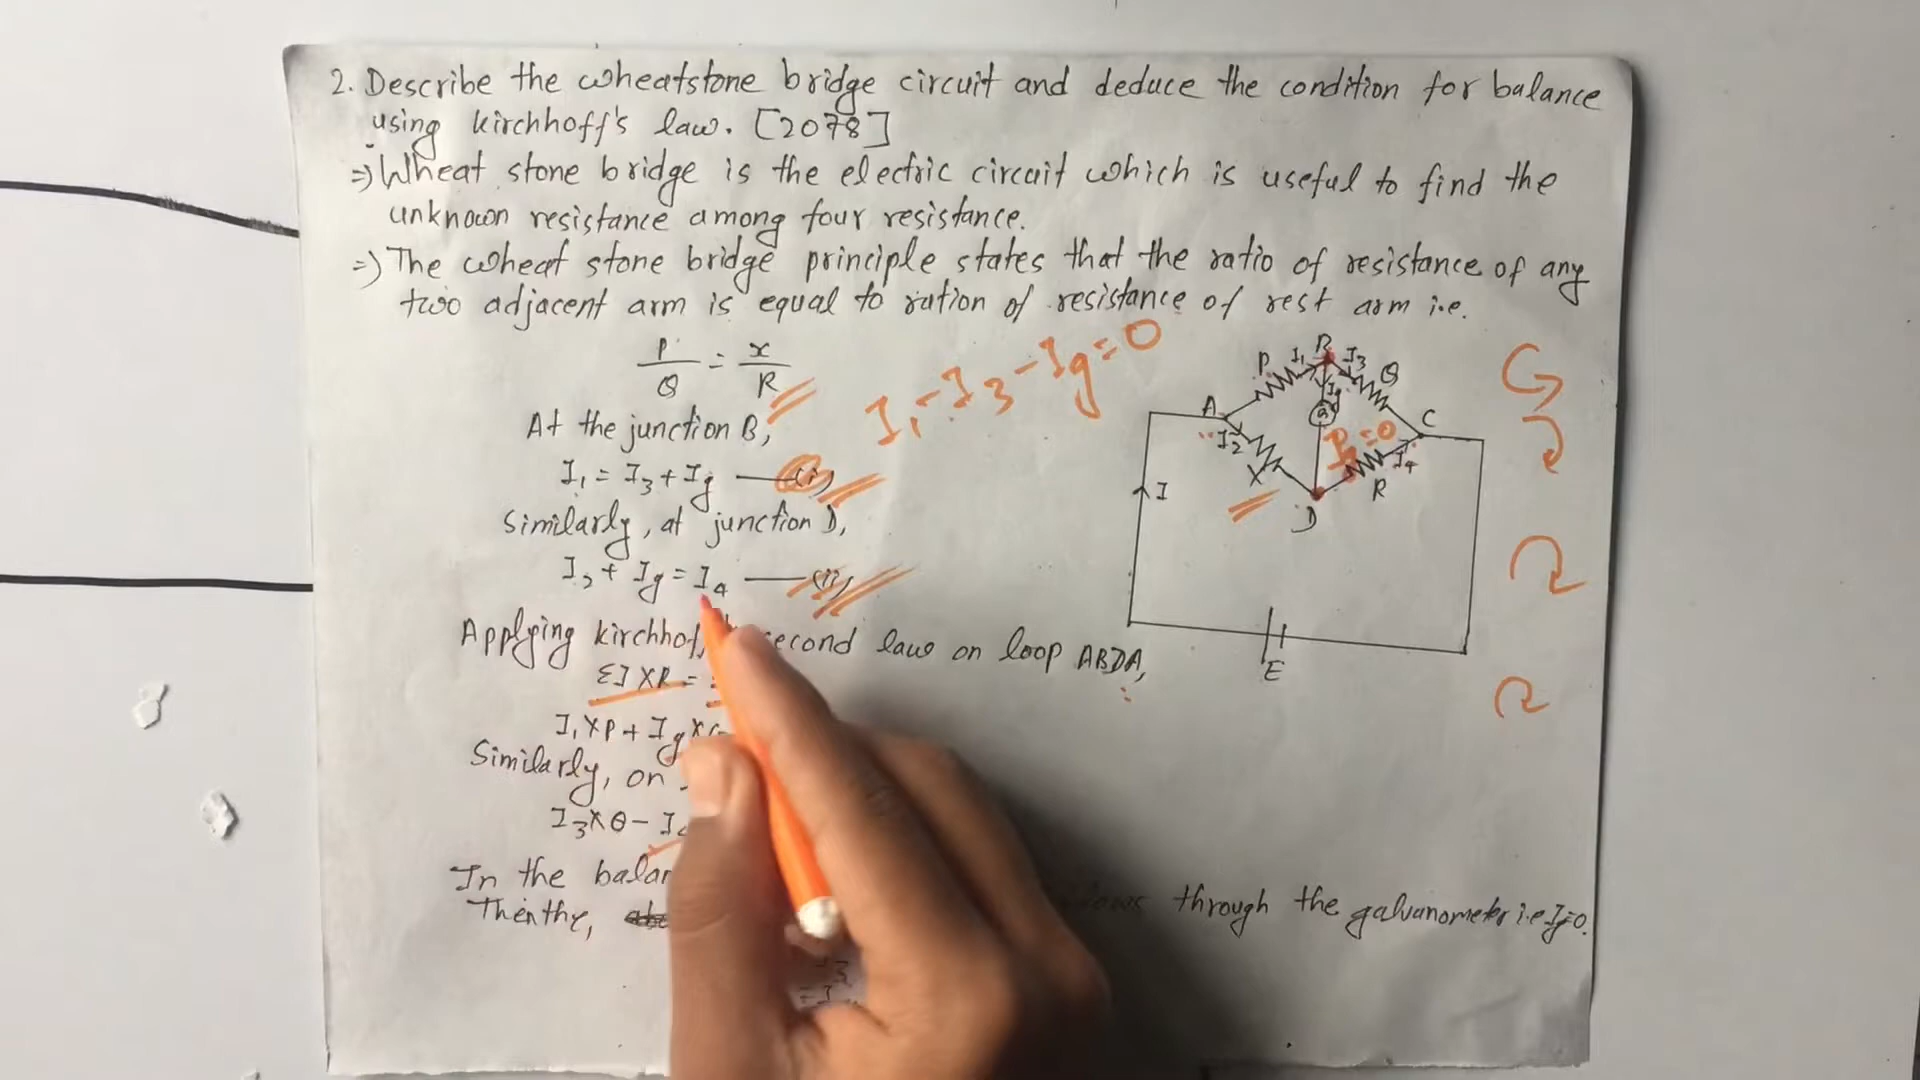 2. Describe the wheatstone bridge circuit and deduce the condition for balance
using kirchhoff's law. [2078]
=> Wheat stone bridge is the electric circuit which is useful to find the
unknown resistance among four resistance.
=> The wheat stone bridge principle states that the ratio of resistance of any
two adjacent arm is equal to ration of resistance of rest arm i.e.
P/Q = x/R
I₁ - I₃ - Ig = 0
At the junction B,
I₁ = I₃ + Ig —— (i)
Similarly, at junction D,
I₂ + Ig = I₄ —— (ii)
Applying kirchhoff second law on loop ABDA,
ΣI XR =
I₁XP + Ig X
Similarly, on
I₃XQ - I
In the balan
through the galvanometer i.e Ig=0.
Then the,
B
P
I₁
I₃
Q
A
Ig
G
C
I₂
Ig=0
I₄
X
R
D
I
E